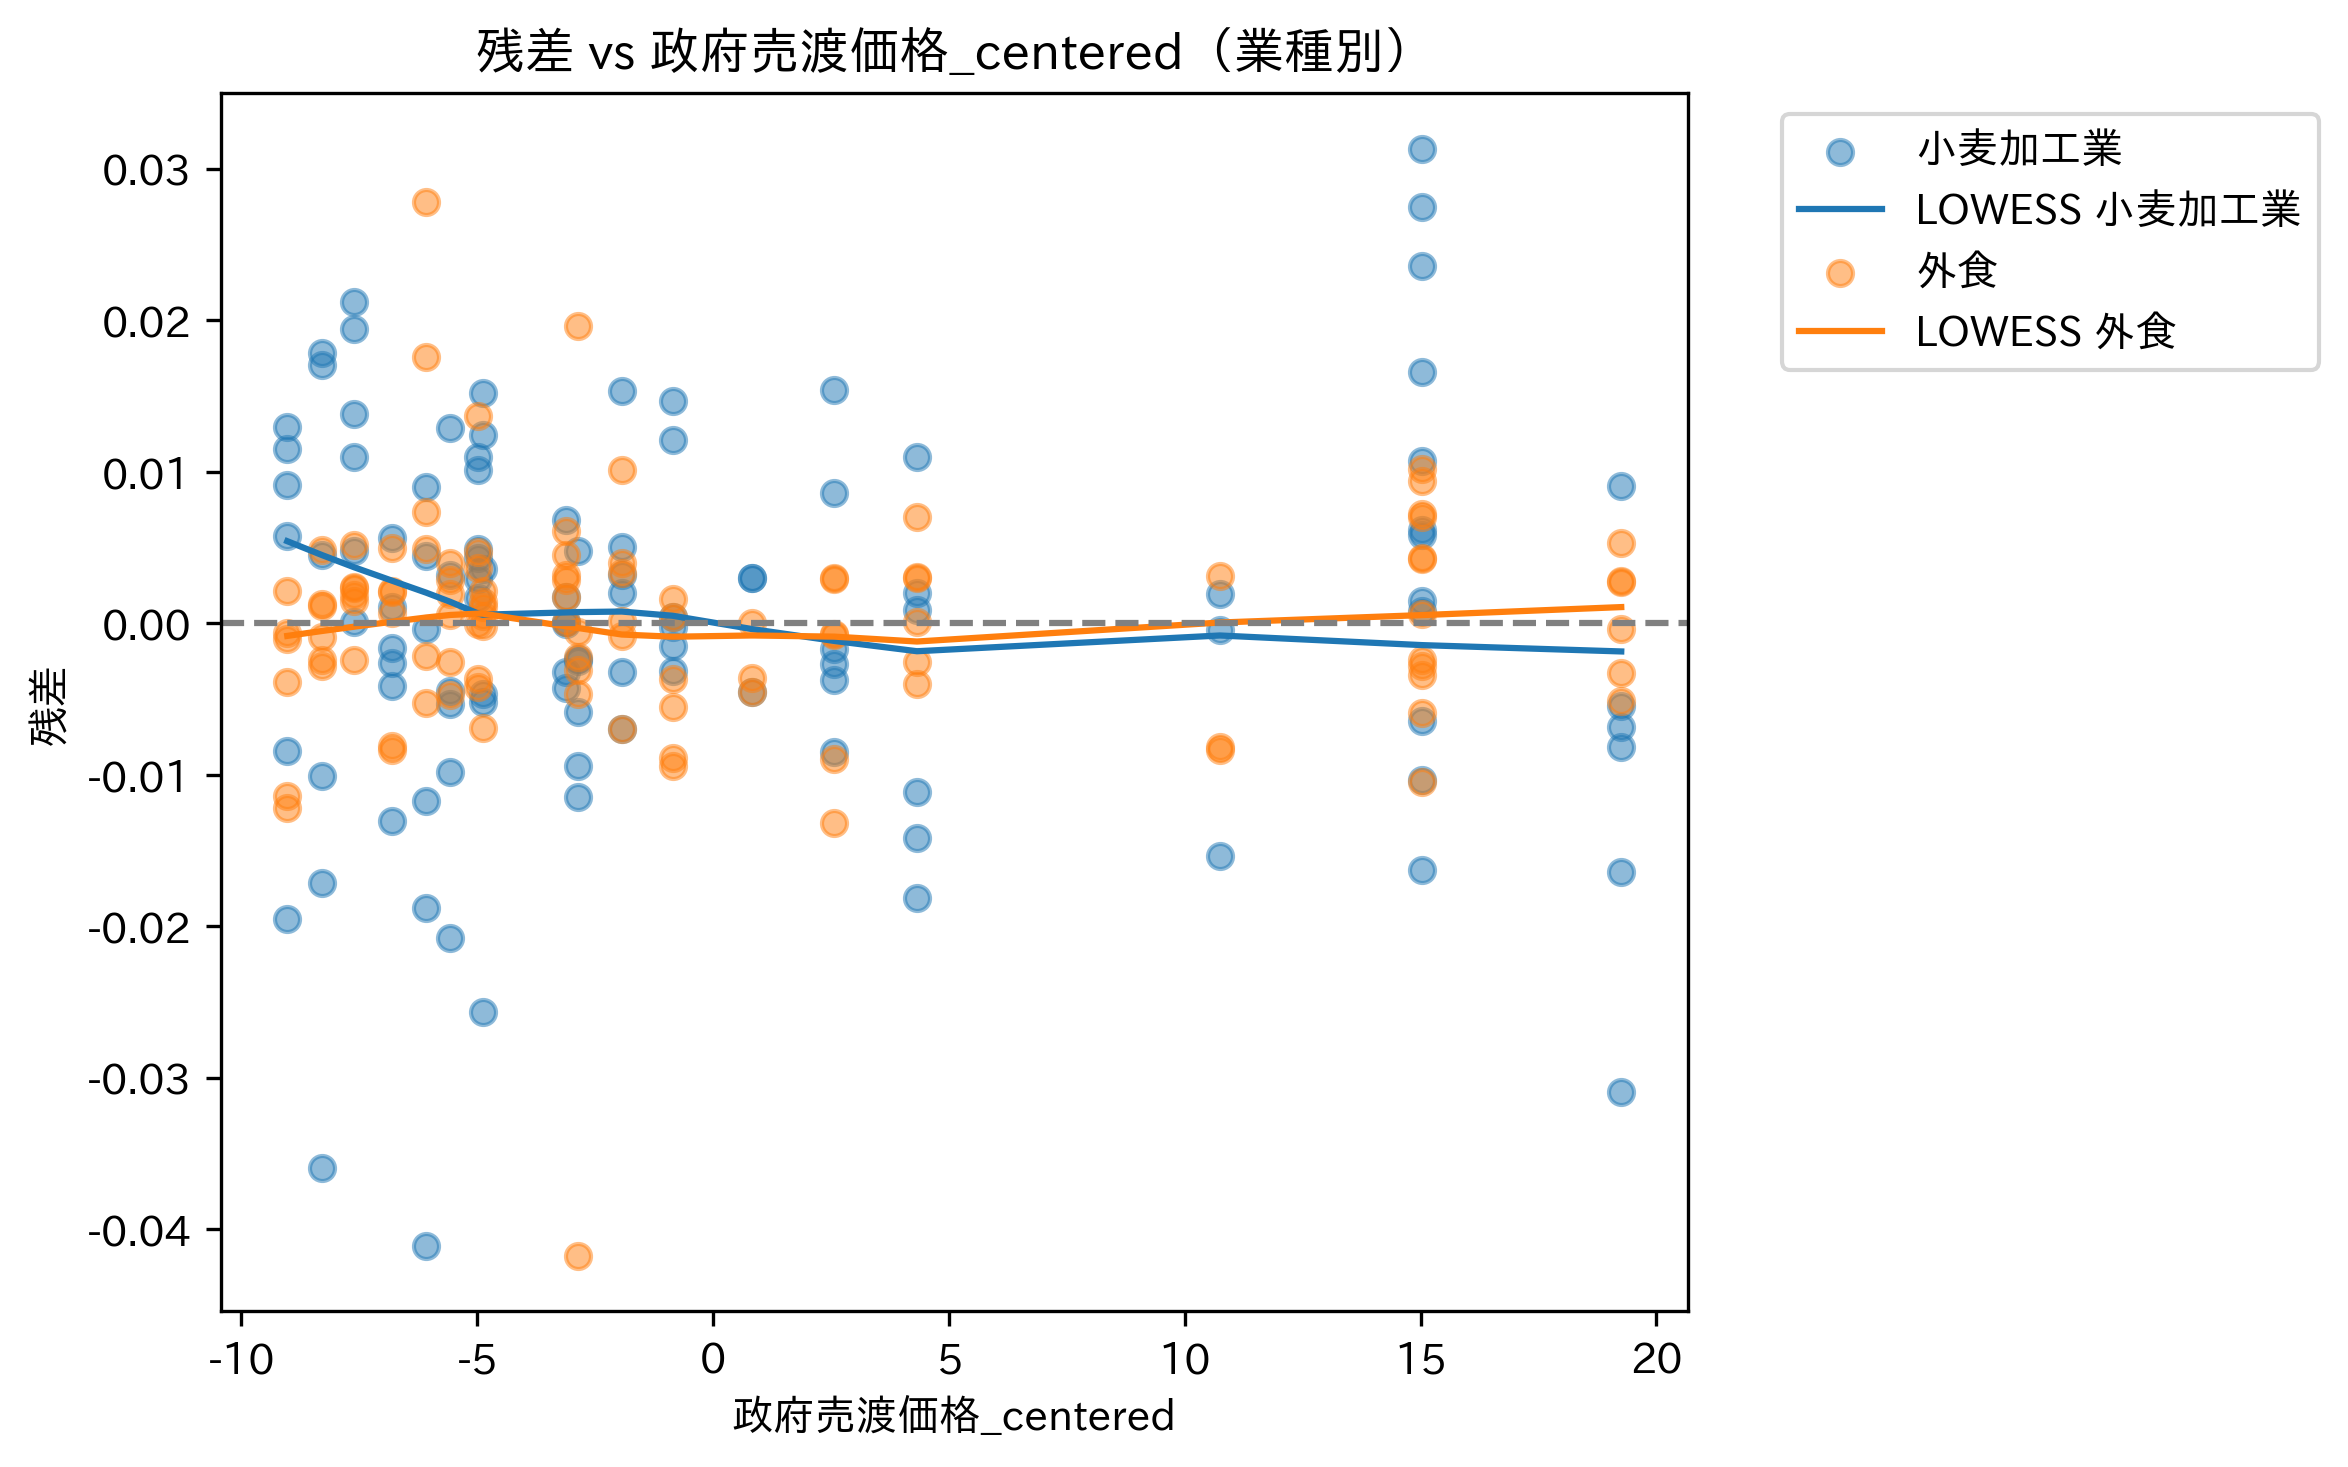 残差 vs 政府売渡価格_centered（業種別）
小麦加工業
LOWESS 小麦加工業
外食
LOWESS 外食
残差
0.03
0.02
0.01
0.00
-0.01
-0.02
-0.03
-0.04
-10 -5 0 5 10 15 20
政府売渡価格_centered